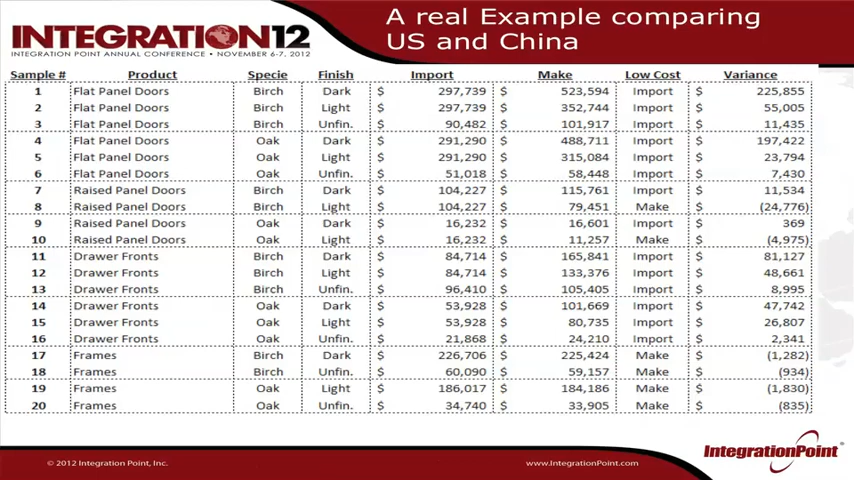 INTEGRATION12
INTEGRATION POINT ANNUAL CONFERENCE • NOVEMBER 6-7, 2012
A real Example comparing
US and China
Sample # Product Specie Finish Import Make Low Cost Variance
1 Flat Panel Doors Birch Dark $ 297,739 $ 523,594 Import $ 225,855
2 Flat Panel Doors Birch Light $ 297,739 $ 352,744 Import $ 55,005
3 Flat Panel Doors Birch Unfin. $ 90,482 $ 101,917 Import $ 11,435
4 Flat Panel Doors Oak Dark $ 291,290 $ 488,711 Import $ 197,422
5 Flat Panel Doors Oak Light $ 291,290 $ 315,084 Import $ 23,794
6 Flat Panel Doors Oak Unfin. $ 51,018 $ 58,448 Import $ 7,430
7 Raised Panel Doors Birch Dark $ 104,227 $ 115,761 Import $ 11,534
8 Raised Panel Doors Birch Light $ 104,227 $ 79,451 Make $ (24,776)
9 Raised Panel Doors Oak Dark $ 16,232 $ 16,601 Import $ 369
10 Raised Panel Doors Oak Light $ 16,232 $ 11,257 Make $ (4,975)
11 Drawer Fronts Birch Dark $ 84,714 $ 165,841 Import $ 81,127
12 Drawer Fronts Birch Light $ 84,714 $ 133,376 Import $ 48,661
13 Drawer Fronts Birch Unfin. $ 96,410 $ 105,405 Import $ 8,995
14 Drawer Fronts Oak Dark $ 53,928 $ 101,669 Import $ 47,742
15 Drawer Fronts Oak Light $ 53,928 $ 80,735 Import $ 26,807
16 Drawer Fronts Oak Unfin. $ 21,868 $ 24,210 Import $ 2,341
17 Frames Birch Dark $ 226,706 $ 225,424 Make $ (1,282)
18 Frames Birch Unfin. $ 60,090 $ 59,157 Make $ (934)
19 Frames Oak Light $ 186,017 $ 184,186 Make $ (1,830)
20 Frames Oak Unfin. $ 34,740 $ 33,905 Make $ (835)
IntegrationPoint®
© 2012 Integration Point, Inc. www.IntegrationPoint.com